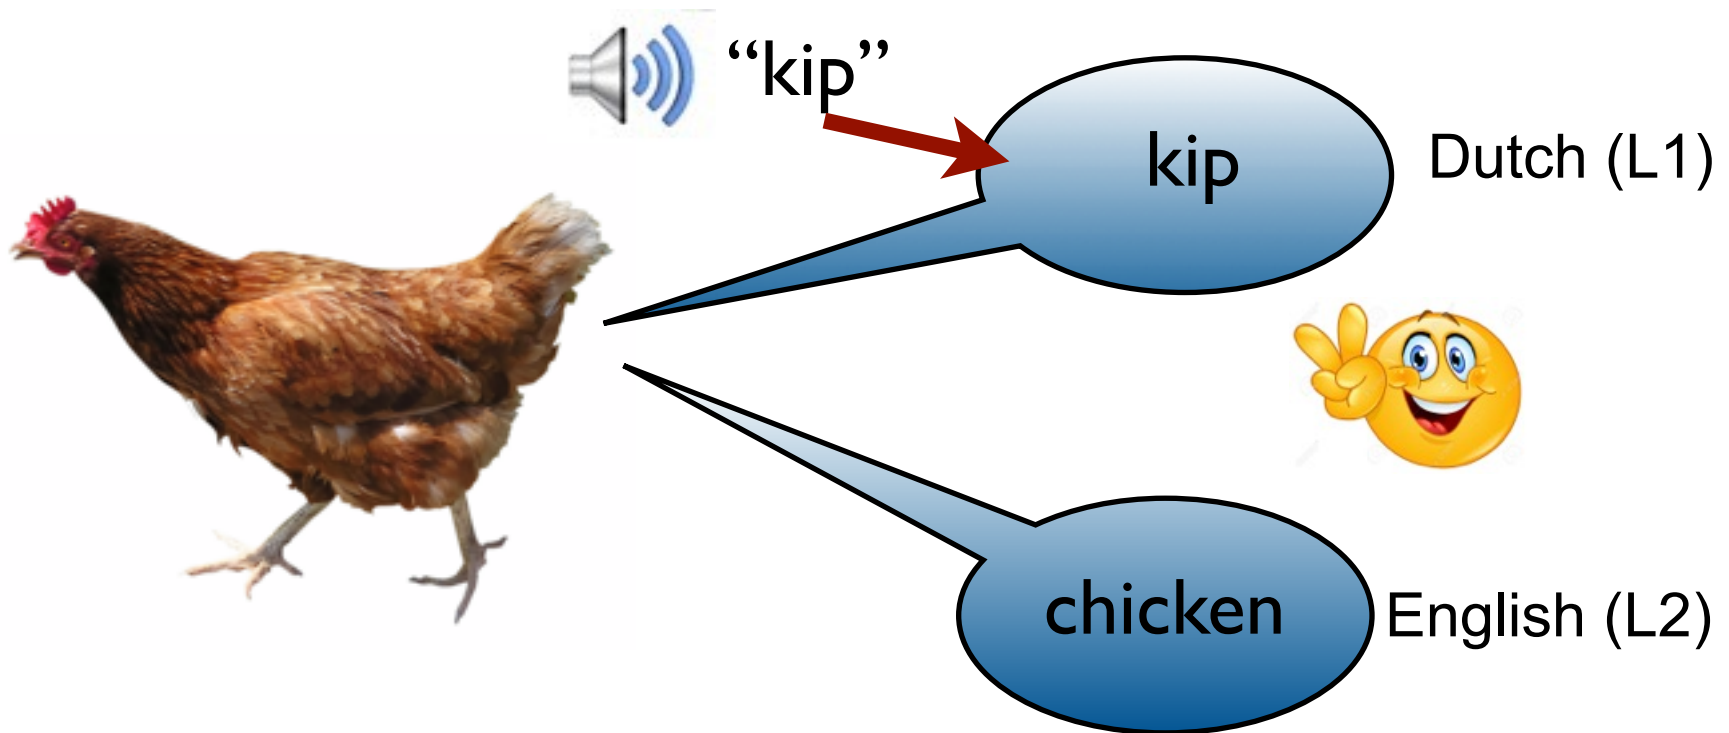 “kip”
kip
Dutch (L1)
chicken
English (L2)